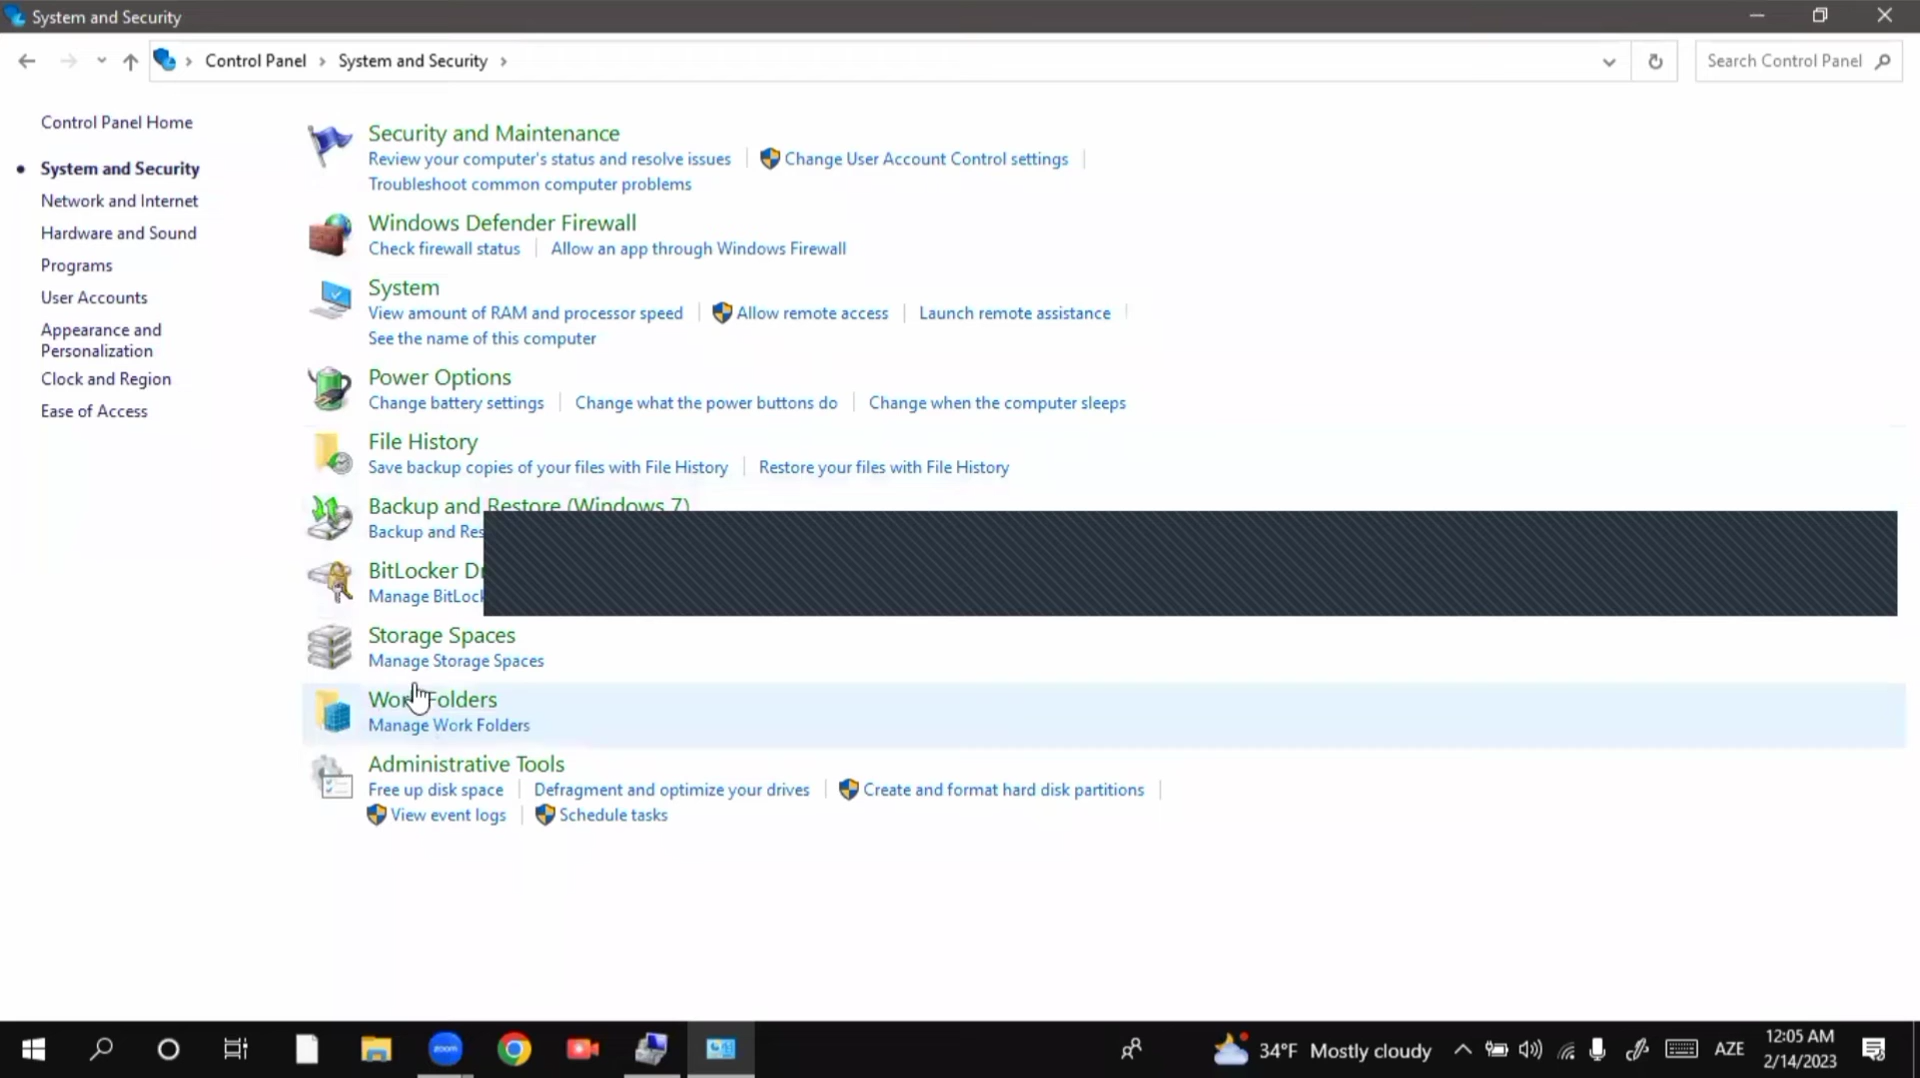 System and Security
Control Panel > System and Security >
Search Control Panel
Control Panel Home
System and Security
Network and Internet
Hardware and Sound
Programs
User Accounts
Appearance and
Personalization
Clock and Region
Ease of Access
Security and Maintenance
Review your computer's status and resolve issues | Change User Account Control settings |
Troubleshoot common computer problems
Windows Defender Firewall
Check firewall status | Allow an app through Windows Firewall
System
View amount of RAM and processor speed | Allow remote access | Launch remote assistance |
See the name of this computer
Power Options
Change battery settings | Change what the power buttons do | Change when the computer sleeps
File History
Save backup copies of your files with File History | Restore your files with File History
Backup and Restore (Windows 7)
Backup and
BitLocker
Manage
Storage Spaces
Manage Storage Spaces
Work Folders
Manage Work Folders
Administrative Tools
Free up disk space | Defragment and optimize your drives | Create and format hard disk partitions |
View event logs | Schedule tasks
zoom
34°F Mostly cloudy
AZE
12:05 AM
2/14/2023